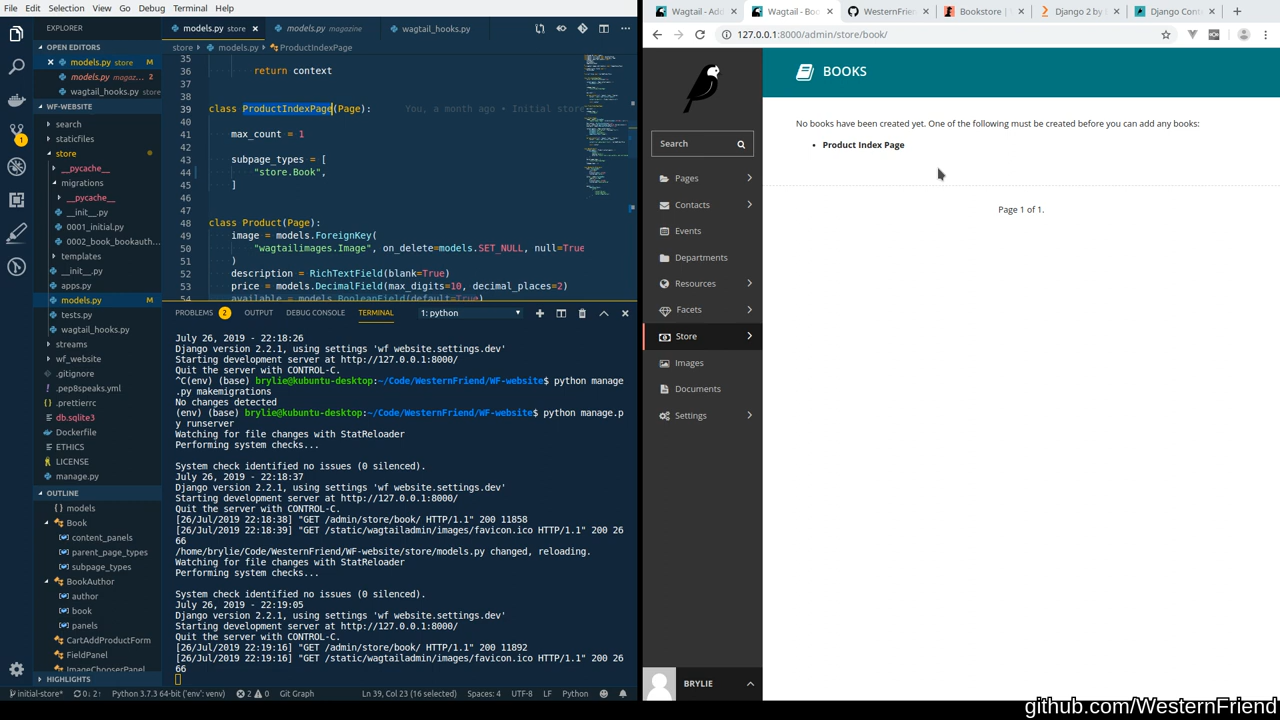 File Edit Selection View Go Debug Terminal Help
EXPLORER
OPEN EDITORS
models.py store M
models.py magaz... 2
wagtail_hooks.py store
WF-WEBSITE
search
staticfiles
store
__pycache__
migrations
__pycache__
__init__.py
0001_initial.py
0002_book_bookauth...
templates
__init__.py
apps.py
models.py M
tests.py
wagtail_hooks.py
streams
wf_website
.gitignore
.pep8speaks.yml
.prettierrc
db.sqlite3
Dockerfile
ETHICS
LICENSE
manage.py
OUTLINE
models
Book
content_panels
parent_page_types
subpage_types
BookAuthor
author
book
panels
CartAddProductForm
FieldPanel
ImageChooserPanel
HIGHLIGHTS
models.py store
models.py magazine
wagtail_hooks.py
store models.py ProductIndexPage
35
36 return context
37
38
39 class ProductIndexPage(Page): You, a month ago • Initial store
40
41 max_count = 1
42
43 subpage_types = [
44 "store.Book",
45 ]
46
47
48 class Product(Page):
49 image = models.ForeignKey(
50 "wagtailimages.Image", on_delete=models.SET_NULL, null=True
51 )
52 description = RichTextField(blank=True)
53 price = models.DecimalField(max_digits=10, decimal_places=2)
54 available = models.BooleanField(default=True)
PROBLEMS 2 OUTPUT DEBUG CONSOLE TERMINAL 1: python
July 26, 2019 - 22:18:26
Django version 2.2.1, using settings 'wf_website.settings.dev'
Starting development server at http://127.0.0.1:8000/
Quit the server with CONTROL-C.
^C(env) (base) brylie@kubuntu-desktop:~/Code/WesternFriend/WF-website$ python manage
.py makemigrations
No changes detected
(env) (base) brylie@kubuntu-desktop:~/Code/WesternFriend/WF-website$ python manage.p
y runserver
Watching for file changes with StatReloader
Performing system checks...
System check identified no issues (0 silenced).
July 26, 2019 - 22:18:37
Django version 2.2.1, using settings 'wf_website.settings.dev'
Starting development server at http://127.0.0.1:8000/
Quit the server with CONTROL-C.
[26/Jul/2019 22:18:38] "GET /admin/store/book/ HTTP/1.1" 200 11858
[26/Jul/2019 22:18:39] "GET /static/wagtailadmin/images/favicon.ico HTTP/1.1" 200 26
66
/home/brylie/Code/WesternFriend/WF-website/store/models.py changed, reloading.
Watching for file changes with StatReloader
Performing system checks...
System check identified no issues (0 silenced).
July 26, 2019 - 22:19:05
Django version 2.2.1, using settings 'wf_website.settings.dev'
Starting development server at http://127.0.0.1:8000/
Quit the server with CONTROL-C.
[26/Jul/2019 22:19:16] "GET /admin/store/book/ HTTP/1.1" 200 11892
[26/Jul/2019 22:19:16] "GET /static/wagtailadmin/images/favicon.ico HTTP/1.1" 200 26
66
initial-store* 0↓ 2↑ Python 3.7.3 64-bit ('env': venv) 2 0 Git Graph Ln 39, Col 23 (16 selected) Spaces: 4 UTF-8 LF Python
Wagtail - Add
Wagtail - Boo
WesternFrien
Bookstore |
Django 2 by
Django Cont
127.0.0.1:8000/admin/store/book/
Search
Pages
Contacts
Events
Departments
Resources
Facets
Store
Images
Documents
Settings
BRYLIE
BOOKS
No books have been created yet. One of the following must be created before you can add any books:
• Product Index Page
Page 1 of 1.
github.com/WesternFriend